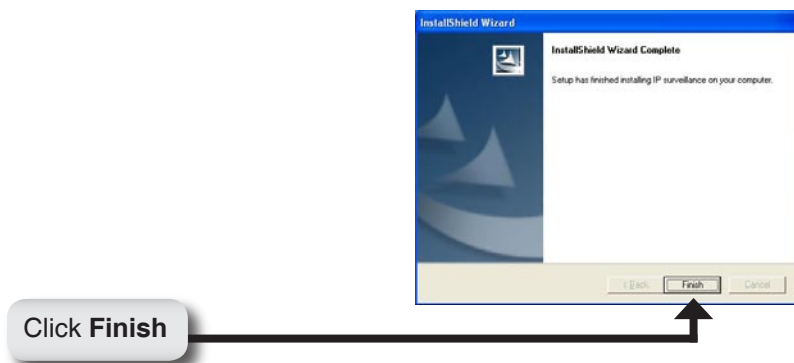 InstallShield Wizard
InstallShield Wizard Complete
Setup has finished installing IP surveillance on your computer.
< Back
Finish
Cancel
Click Finish